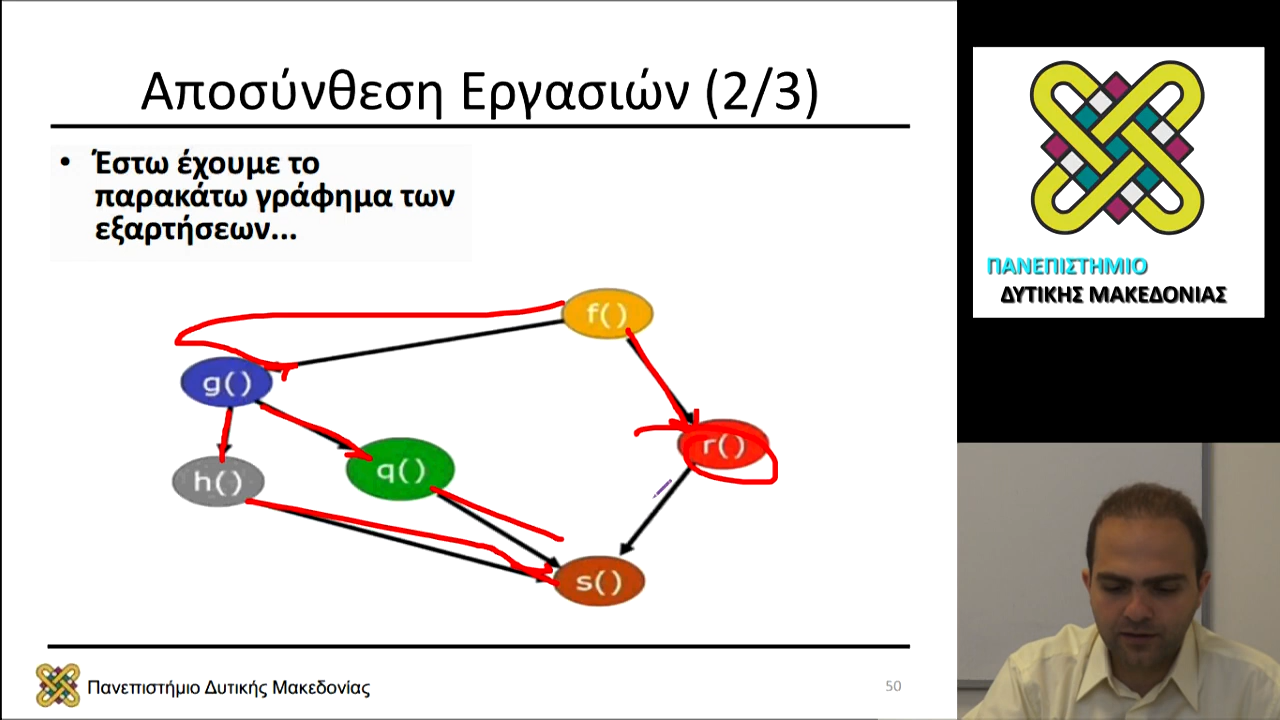 Αποσύνθεση Εργασιών (2/3)
• Έστω έχουμε το
παρακάτω γράφημα των
εξαρτήσεων...
f()
g()
r()
q()
h()
s()
Πανεπιστήμιο Δυτικής Μακεδονίας
50
ΠΑΝΕΠΙΣΤΗΜΙΟ
ΔΥΤΙΚΗΣ ΜΑΚΕΔΟΝΙΑΣ